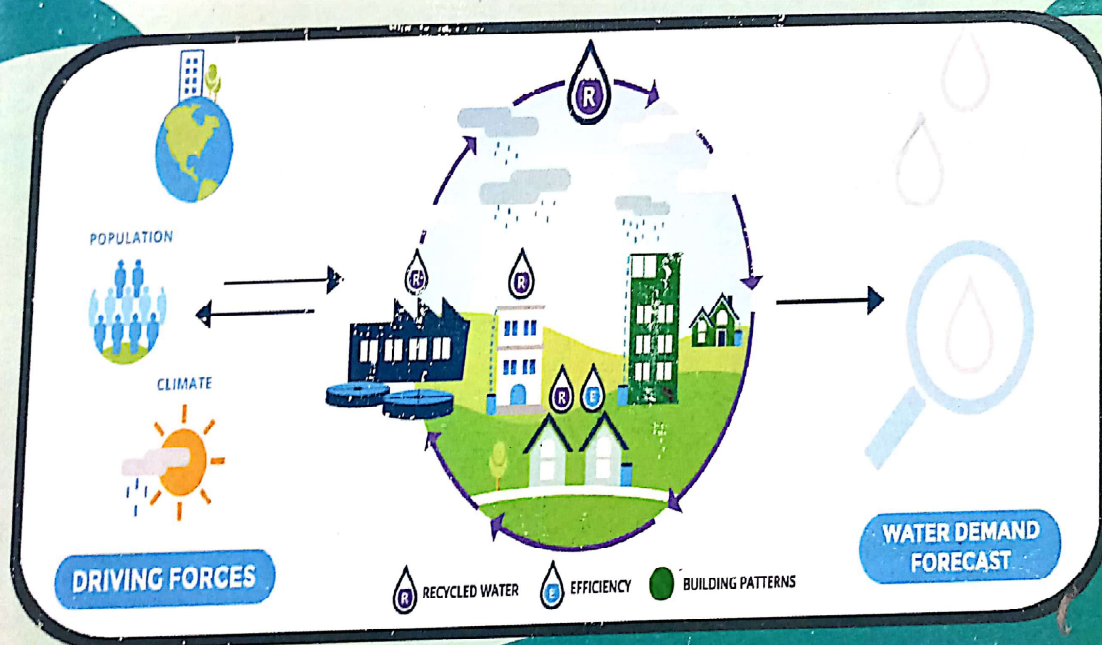 POPULATION
CLIMATE
DRIVING FORCES
R
R
R
R
E
R
RECYCLED WATER
E
EFFICIENCY
BUILDING PATTERNS
WATER DEMAND
FORECAST